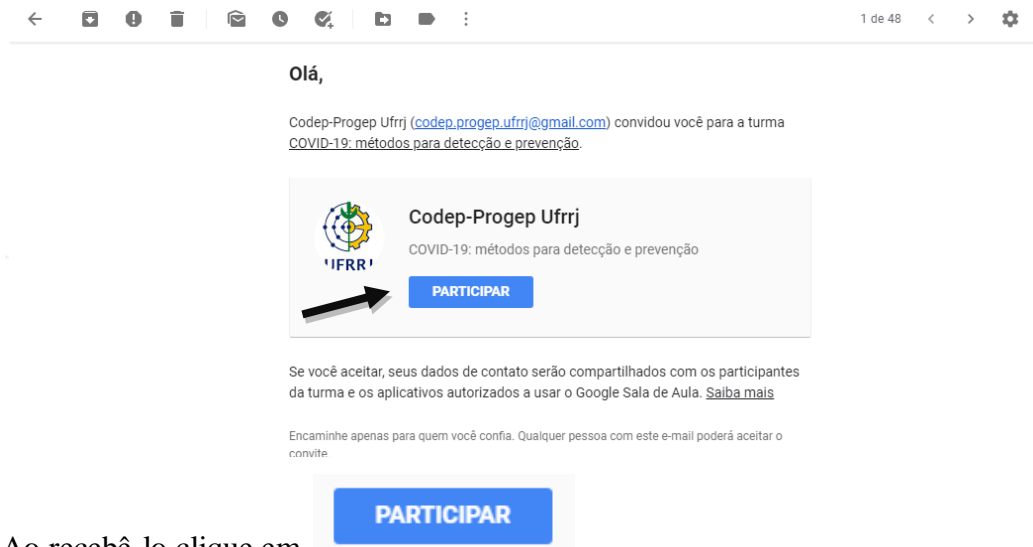 1 de 48
Olá,
Codep-Progep Ufrrj (codep.progep.ufrrj@gmail.com) convidou você para a turma
COVID-19: métodos para detecção e prevenção.
Codep-Progep Ufrrj
COVID-19: métodos para detecção e prevenção
UFRRJ
PARTICIPAR
Se você aceitar, seus dados de contato serão compartilhados com os participantes
da turma e os aplicativos autorizados a usar o Google Sala de Aula. Saiba mais
Encaminhe apenas para quem você confia. Qualquer pessoa com este e-mail poderá aceitar o
convite
PARTICIPAR
Ao recebê-lo clique em